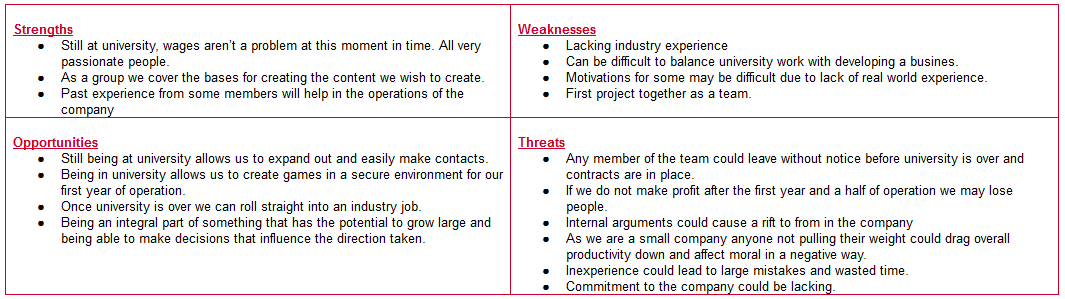 Strengths
● Still at university, wages aren't a problem at this moment in time. All very
passionate people.
● As a group we cover the bases for creating the content we wish to create.
● Past experience from some members will help in the operations of the
company
Weaknesses
● Lacking industry experience
● Can be difficult to balance university work with developing a busines.
● Motivations for some may be difficult due to lack of real world experience.
● First project together as a team.
Opportunities
● Still being at university allows us to expand out and easily make contacts.
● Being in university allows us to create games in a secure environment for our
first year of operation.
● Once university is over we can roll straight into an industry job.
● Being an integral part of something that has the potential to grow large and
being able to make decisions that influence the direction taken.
Threats
● Any member of the team could leave without notice before university is over and
contracts are in place.
● If we do not make profit after the first year and a half of operation we may lose
people.
● Internal arguments could cause a rift to from in the company
● As we are a small company anyone not pulling their weight could drag overall
productivity down and affect moral in a negative way.
● Inexperience could lead to large mistakes and wasted time.
● Commitment to the company could be lacking.